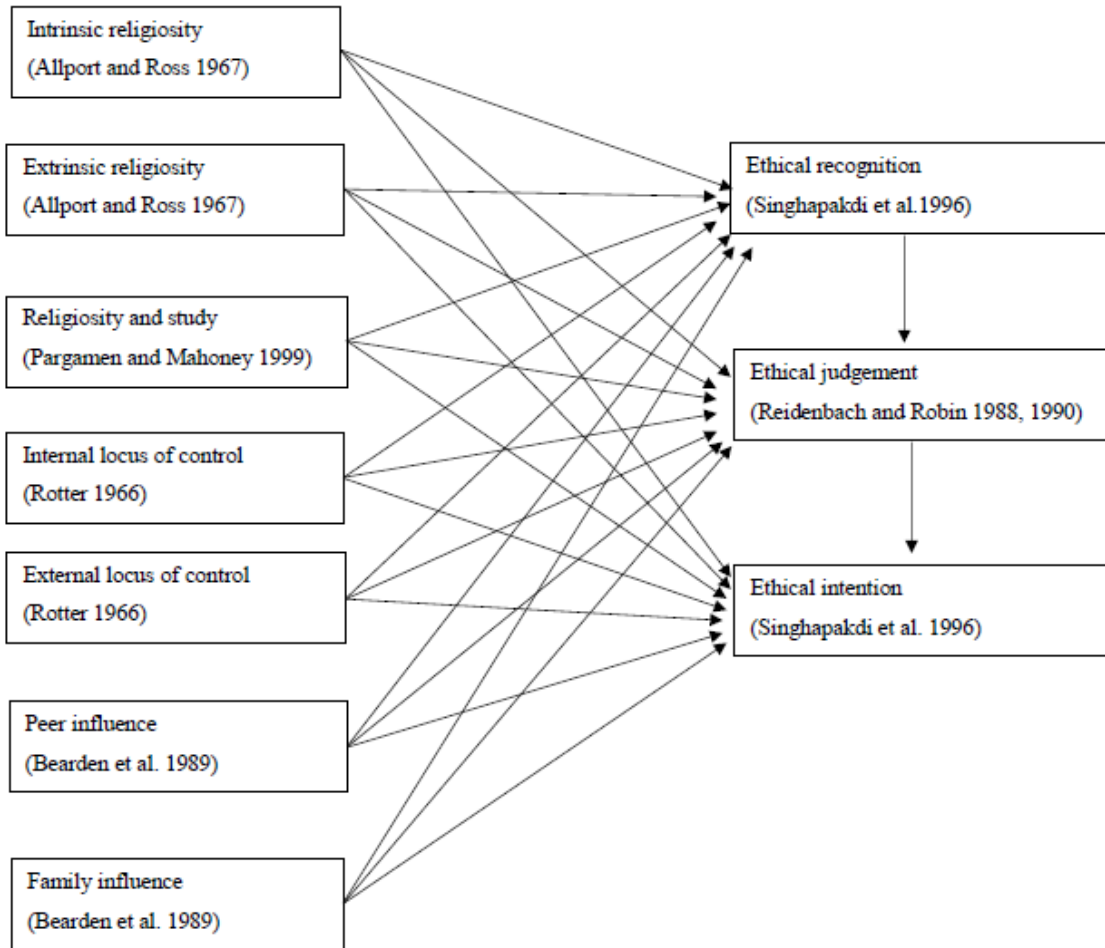 Intrinsic religiosity
(Allport and Ross 1967)
Extrinsic religiosity
(Allport and Ross 1967)
Religiosity and study
(Pargamen and Mahoney 1999)
Internal locus of control
(Rotter 1966)
External locus of control
(Rotter 1966)
Peer influence
(Bearden et al. 1989)
Family influence
(Bearden et al. 1989)
Ethical recognition
(Singhapakdi et al.1996)
Ethical judgement
(Reidenbach and Robin 1988, 1990)
Ethical intention
(Singhapakdi et al. 1996)